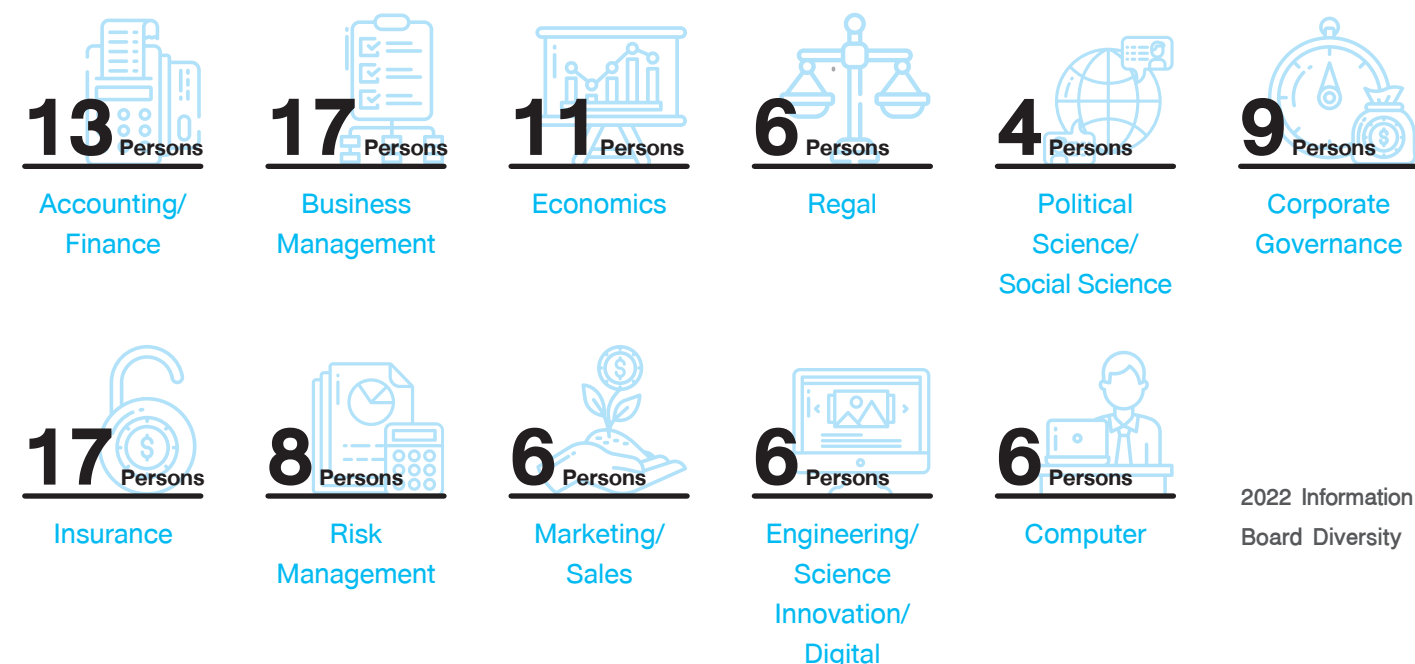 13 Persons
Accounting/
Finance
17 Persons
Business
Management
11 Persons
Economics
6 Persons
Regal
4 Persons
Political
Science/
Social Science
9 Persons
Corporate
Governance
17 Persons
Insurance
8 Persons
Risk
Management
6 Persons
Marketing/
Sales
6 Persons
Engineering/
Science
Innovation/
Digital
6 Persons
Computer
2022 Information
Board Diversity